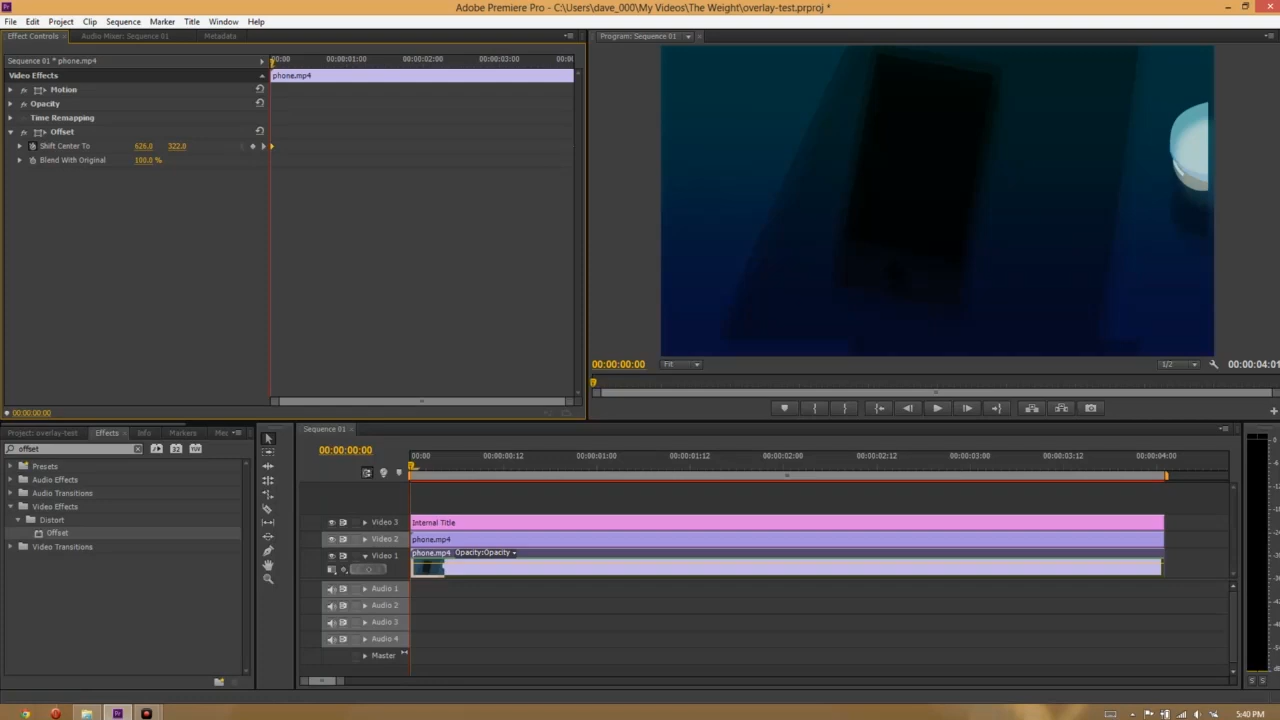 Adobe Premiere Pro - C:\Users\dave_000\My Videos\The Weight\overlay-test.prproj *
File Edit Project Clip Sequence Marker Title Window Help
Effect Controls Audio Mixer: Sequence 01 Metadata
Program: Sequence 01
Sequence 01 * phone.mp4
00:00 00:00:01:00 00:00:02:00 00:00:03:00 00:0
Video Effects
phone.mp4
Motion
Opacity
Time Remapping
Offset
Shift Center To 626.0 322.0
Blend With Original 100.0 %
00:00:00:00 Fit 1/2 00:00:04:01
00:00:00:00
Project: overlay-test Effects Info Markers Me
Sequence 01
offset
00:00:00:00
00:00 00:00:00:12 00:00:01:00 00:00:01:12 00:00:02:00 00:00:02:12 00:00:03:00 00:00:03:12 00:00:04:00
Presets
Audio Effects
Audio Transitions
Video Effects
Distort
Offset
Video Transitions
Video 3 Internal Title
Video 2 phone.mp4
Video 1 phone.mp4 Opacity:Opacity
Audio 1
Audio 2
Audio 3
Audio 4
Master
S S
5:40 PM